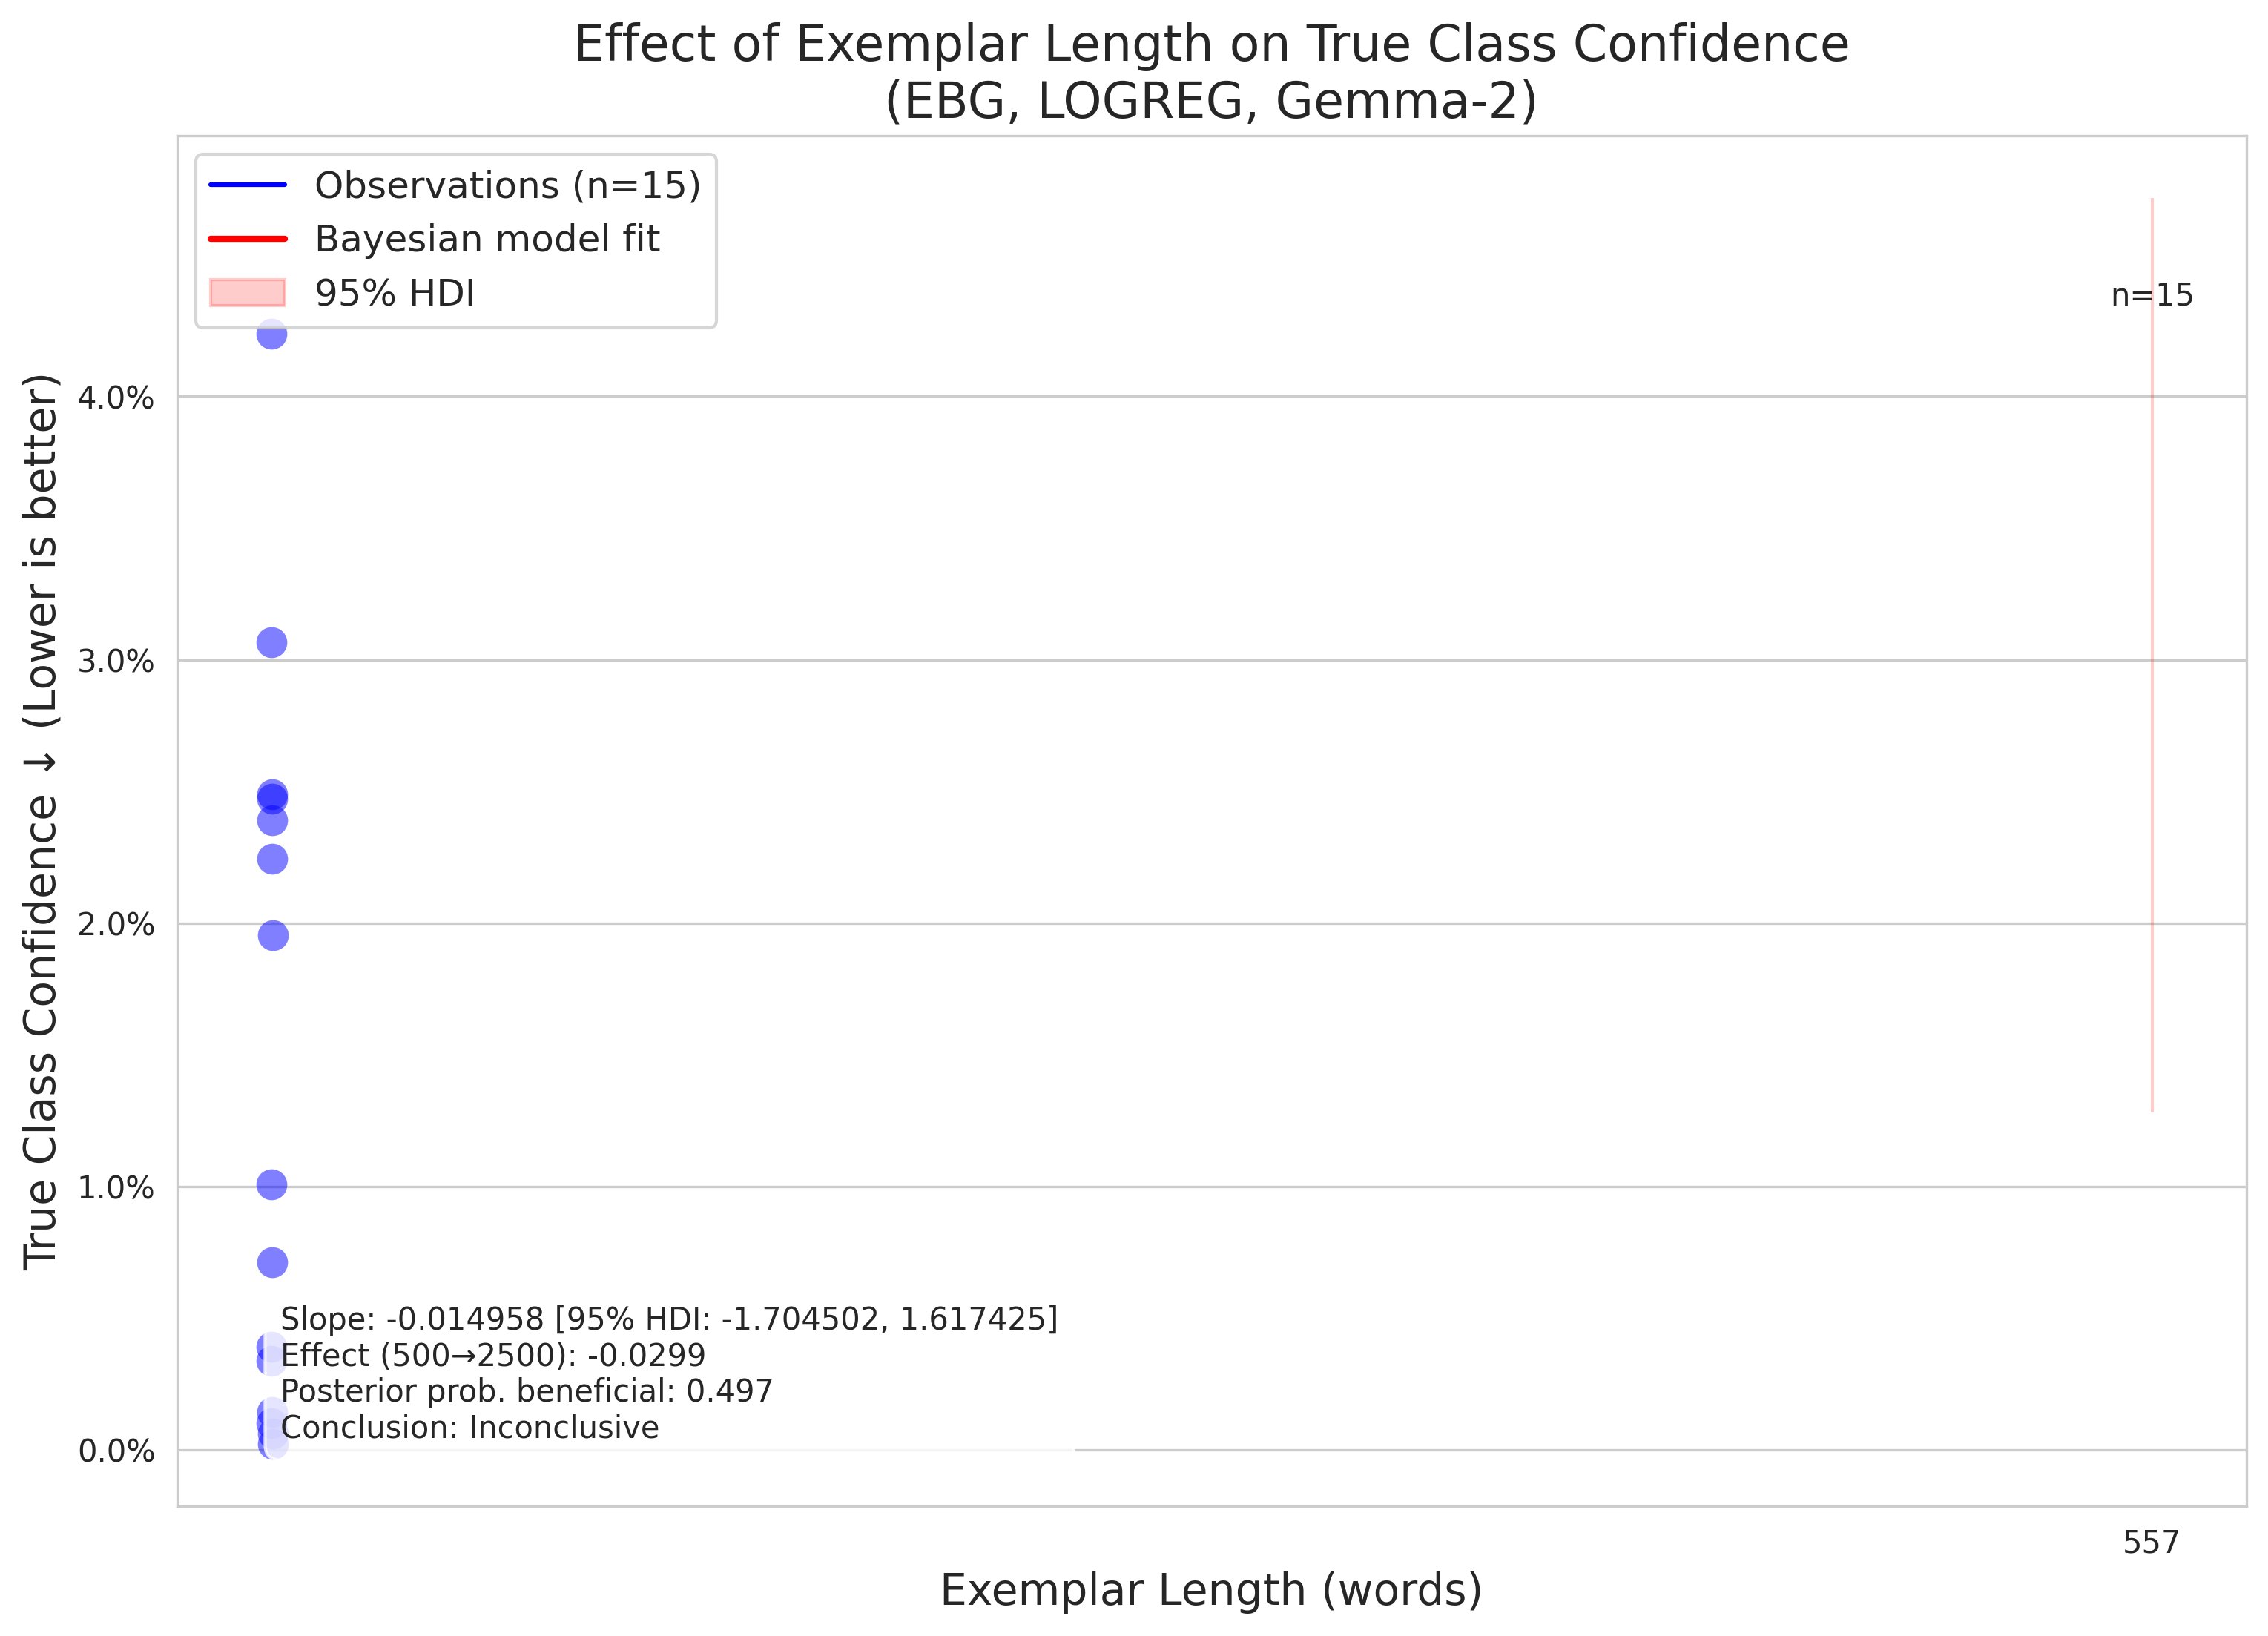 Effect of Exemplar Length on True Class Confidence
(EBG, LOGREG, Gemma-2)
Observations (n=15)
Bayesian model fit
95% HDI
n=15
True Class Confidence ↓ (Lower is better)
4.0%
3.0%
2.0%
1.0%
0.0%
Slope: -0.014958 [95% HDI: -1.704502, 1.617425]
Effect (500→2500): -0.0299
Posterior prob. beneficial: 0.497
Conclusion: Inconclusive
557
Exemplar Length (words)